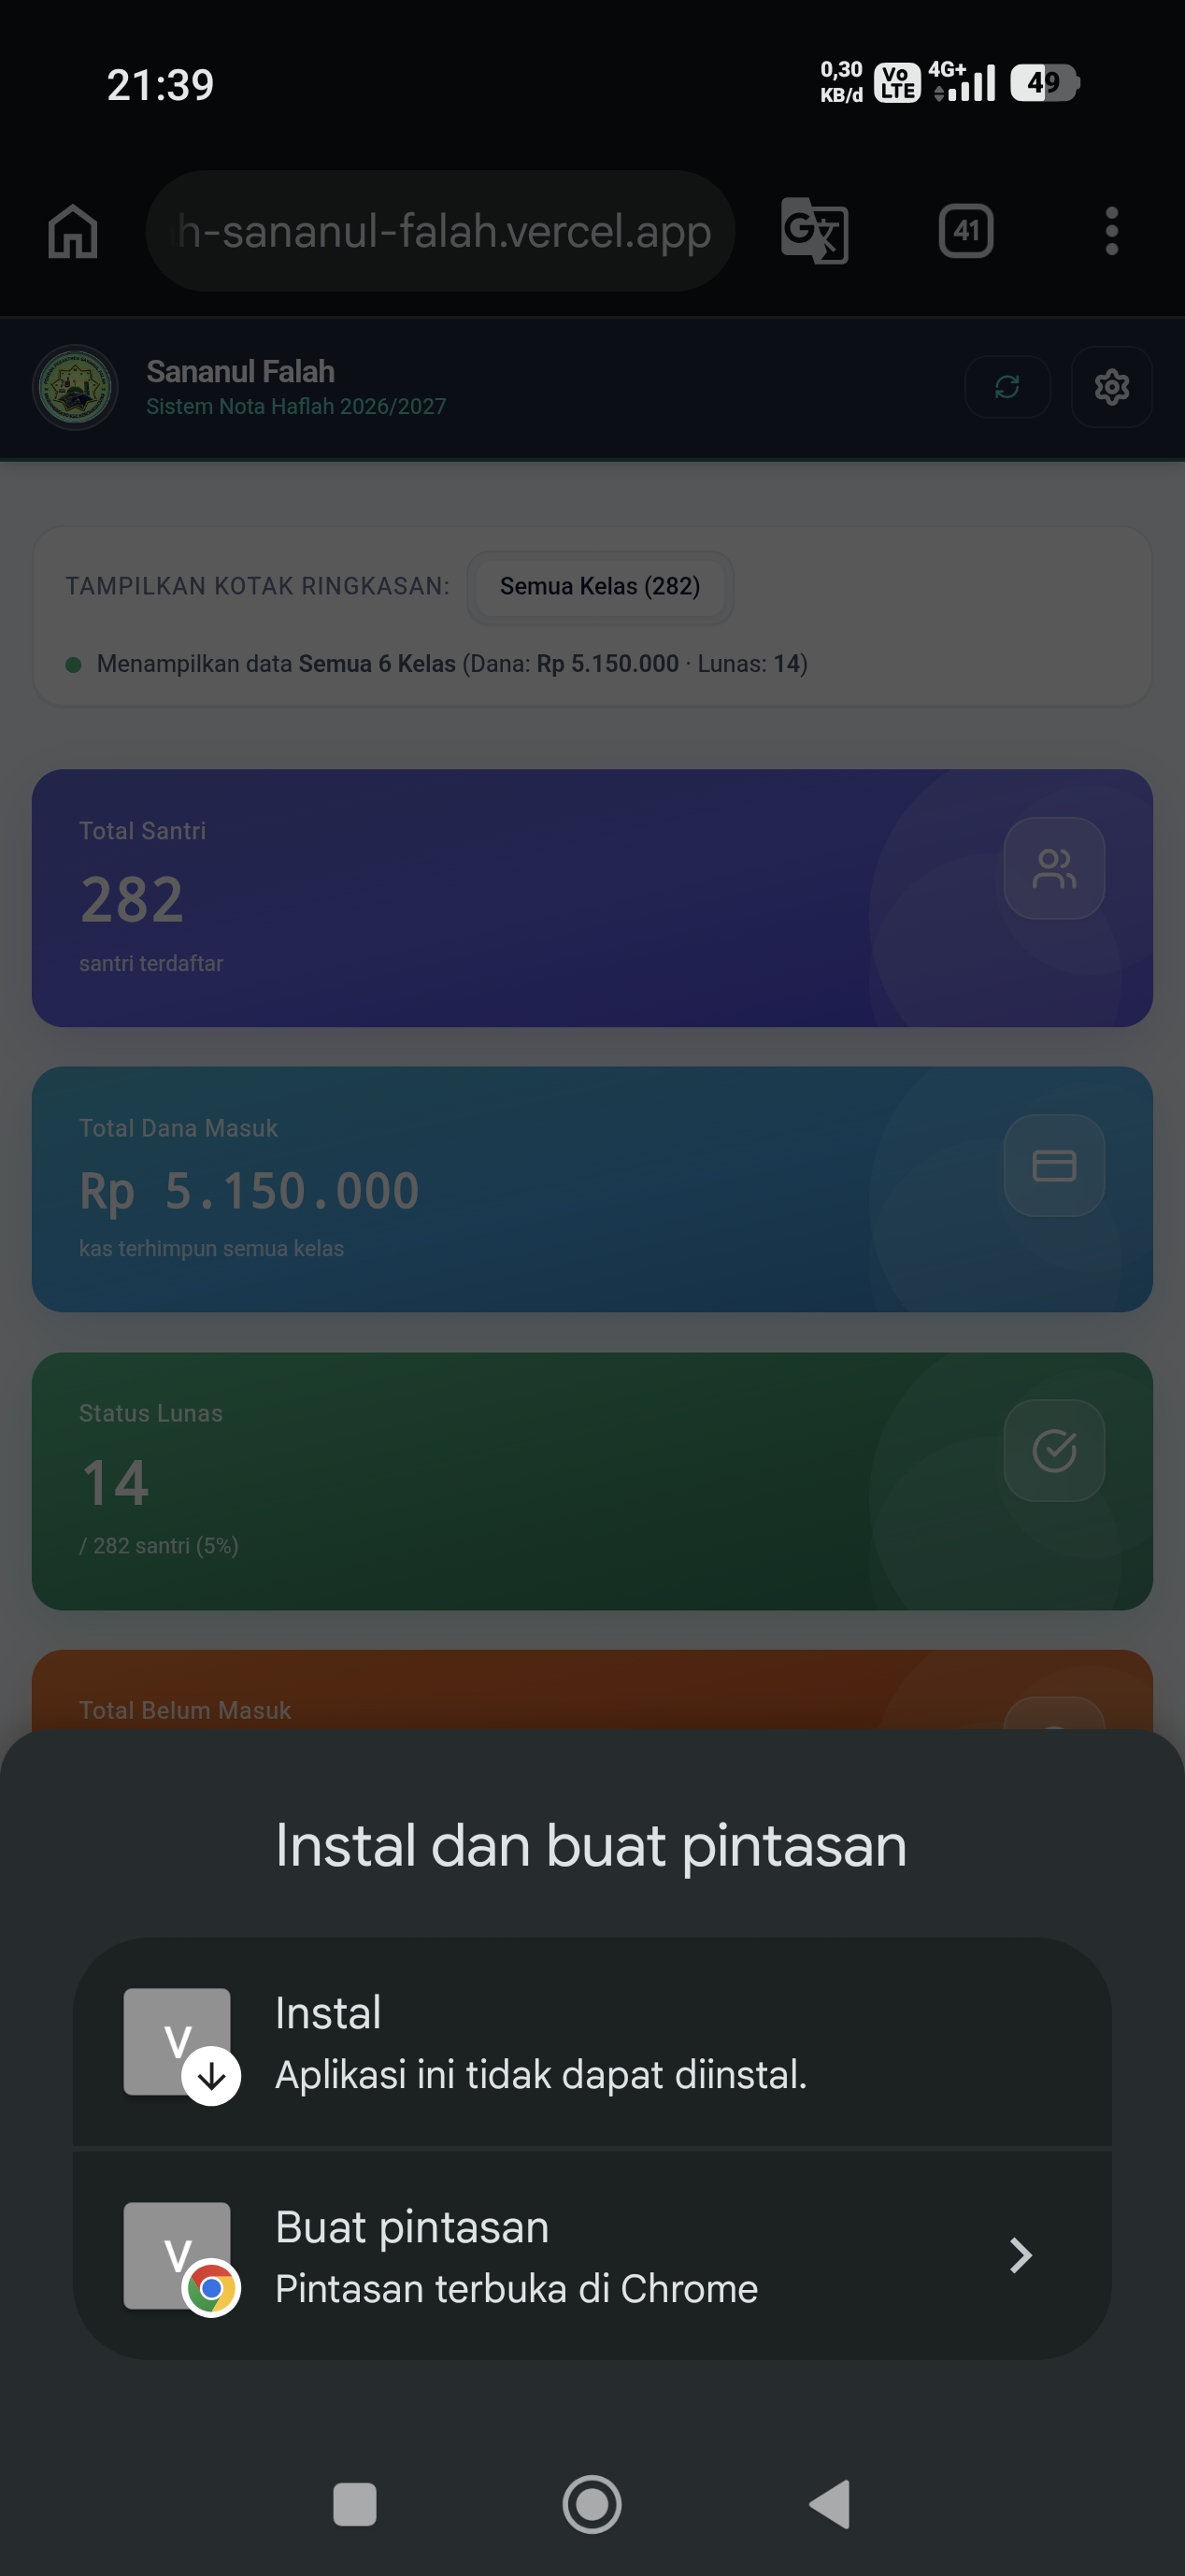 21:39
0,30
KB/d
Vo
LTE
4G+
49
h-sananul-falah.vercel.app
G文
41
Sananul Falah
Sistem Nota Haflah 2026/2027
TAMPILKAN KOTAK RINGKASAN:
Semua Kelas (282)
Menampilkan data Semua 6 Kelas (Dana: Rp 5.150.000 · Lunas: 14)
Total Santri
282
santri terdaftar
Total Dana Masuk
Rp 5.150.000
kas terhimpun semua kelas
Status Lunas
14
/ 282 santri (5%)
Total Belum Masuk
Instal dan buat pintasan
V
Instal
Aplikasi ini tidak dapat diinstal.
V
Buat pintasan
Pintasan terbuka di Chrome